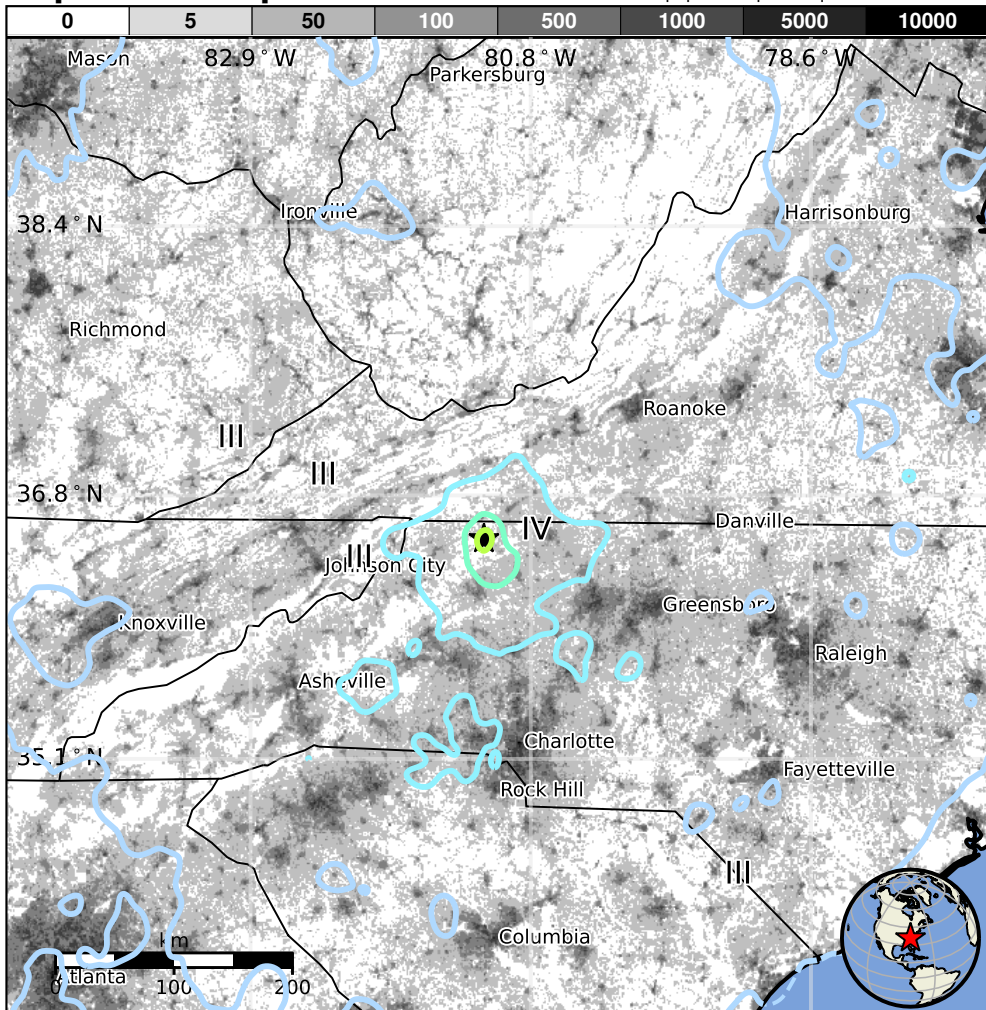 0 5 50 100 500 1000 5000 10000
Mason 82.9°W 80.8°W 78.6°W
Parkersburg
Ironville Harrisonburg
38.4°N
Richmond
Roanoke
III
III
36.8°N
Danville
IV
III
Johnson City
Greensboro
Knoxville
Raleigh
Asheville
Charlotte
35.1°N
Fayetteville
Rock Hill
III
Columbia
km
Atlanta
0 100 200